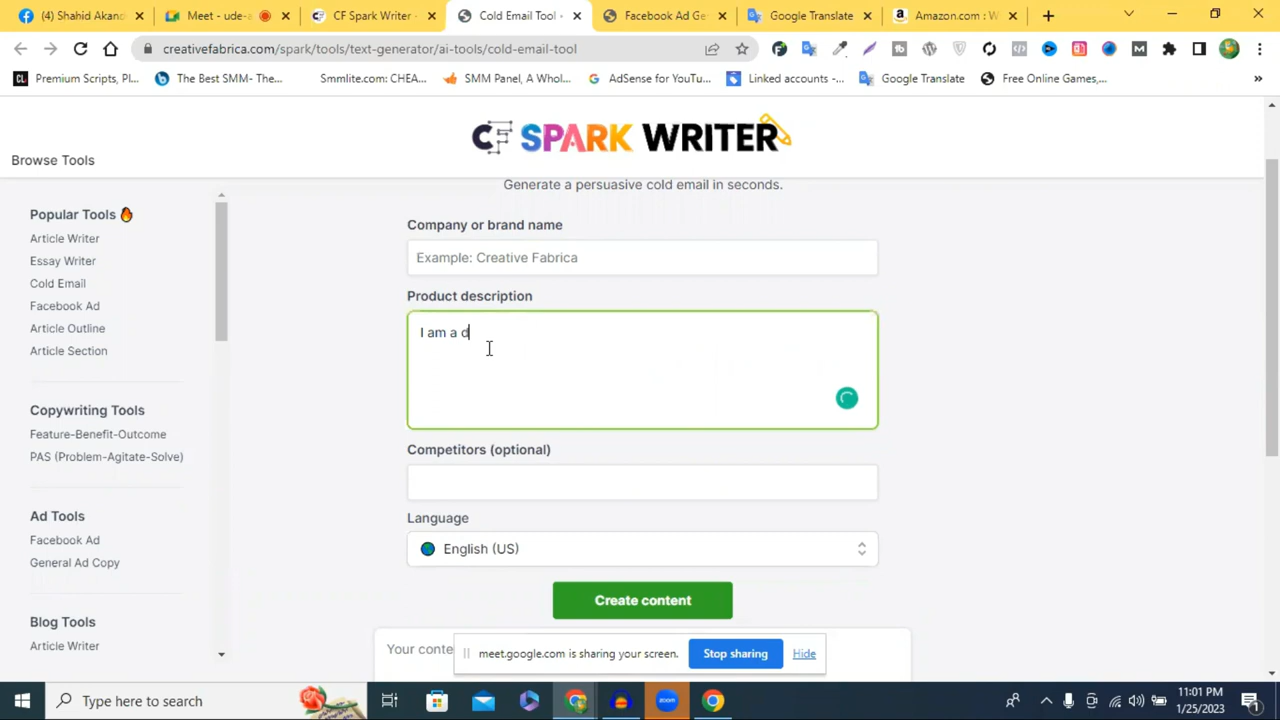 (4) Shahid Akand
Meet - ude-a
CF Spark Writer -
Cold Email Tool -
Facebook Ad Ge
Google Translate
Amazon.com : W
creativefabrica.com/spark/tools/text-generator/ai-tools/cold-email-tool
Premium Scripts, Pl...
The Best SMM- The...
Smmlite.com: CHEA...
SMM Panel, A Whol...
AdSense for YouTu...
Linked accounts -...
Google Translate
Free Online Games,...
CF SPARK WRITER
Browse Tools
Generate a persuasive cold email in seconds.
Popular Tools
Article Writer
Essay Writer
Cold Email
Facebook Ad
Article Outline
Article Section
Copywriting Tools
Feature-Benefit-Outcome
PAS (Problem-Agitate-Solve)
Ad Tools
Facebook Ad
General Ad Copy
Blog Tools
Article Writer
Company or brand name
Example: Creative Fabrica
Product description
I am a d
Competitors (optional)
Language
English (US)
Create content
Your conte
meet.google.com is sharing your screen.
Stop sharing
Hide
Type here to search
zoom
11:01 PM
1/25/2023